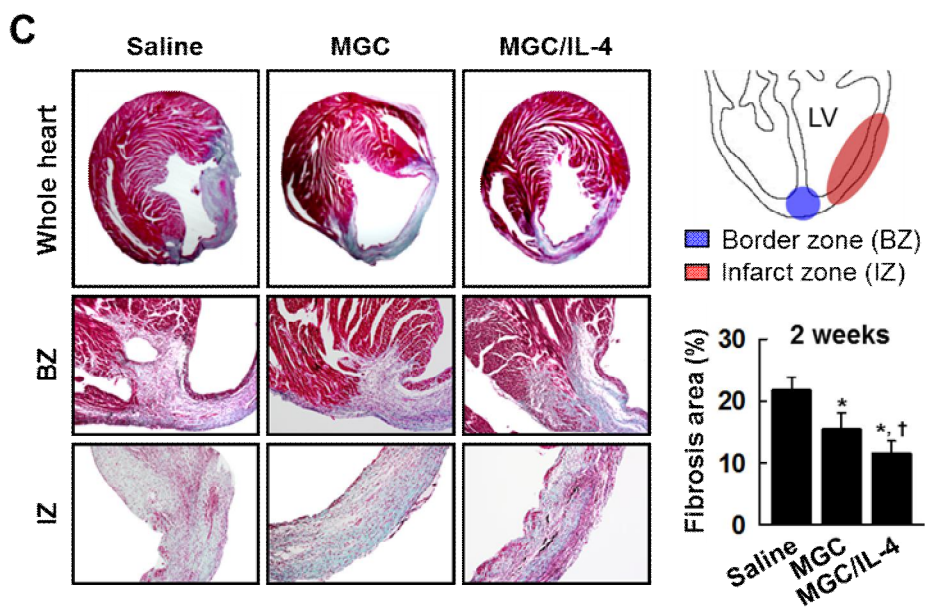 C
Saline
MGC
MGC/IL-4
Whole heart
BZ
IZ
LV
Border zone (BZ)
Infarct zone (IZ)
2 weeks
Fibrosis area (%)
30
20
10
0
*
*, †
Saline
MGC
MGC/IL-4